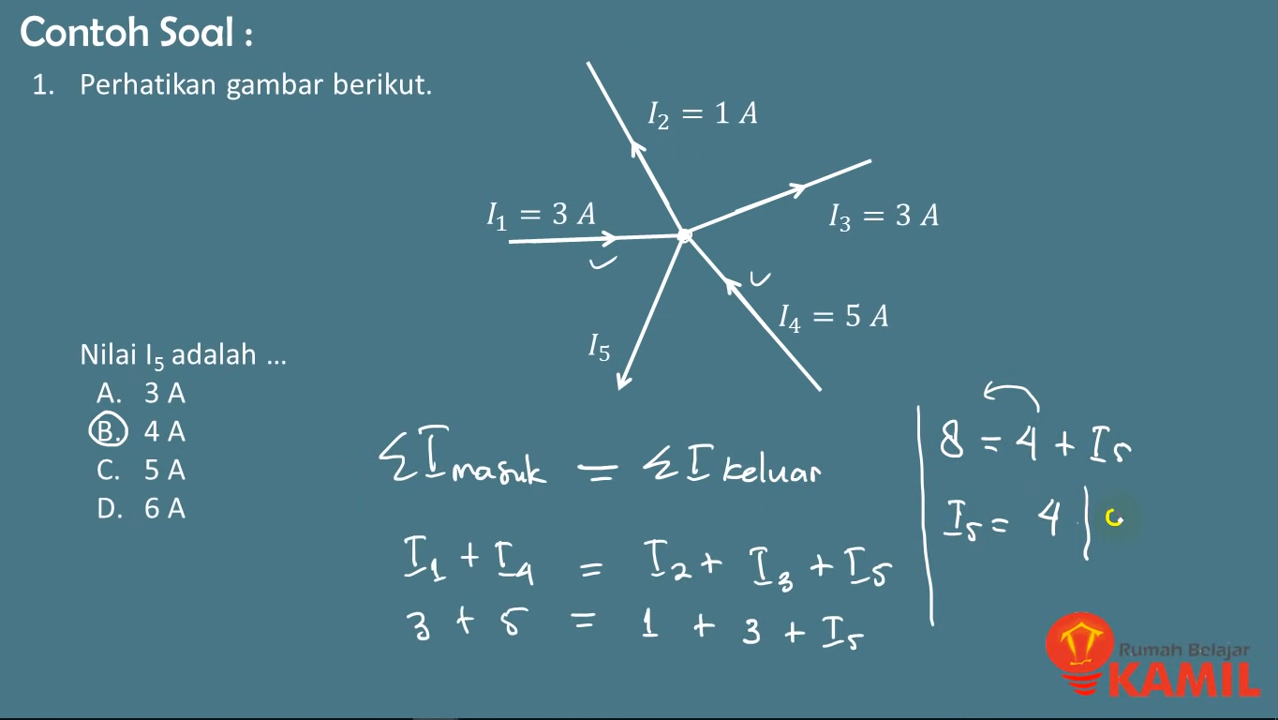 Contoh Soal :
1. Perhatikan gambar berikut.
I₂ = 1 A
I₁ = 3 A
I₃ = 3 A
I₄ = 5 A
I₅
Nilai I₅ adalah ...
A. 3 A
B. 4 A
C. 5 A
D. 6 A
ΣI masuk = ΣI keluar
I₁ + I₄ = I₂ + I₃ + I₅
3 + 5 = 1 + 3 + I₅
8 = 4 + I₅
I₅ = 4
Rumah Belajar
KAMIL